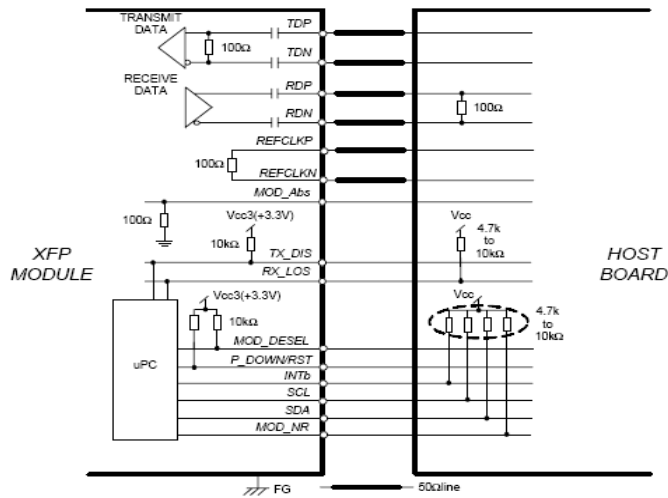 TRANSMIT
DATA
100Ω
TDP
TDN
RECEIVE
DATA
RDP
RDN
100Ω
REFCLKP
100Ω
REFCLKN
MOD_Abs
100Ω
Vcc3(+3.3V)
10kΩ
TX_DIS
RX_LOS
Vcc
4.7k
to
10kΩ
XFP
MODULE
HOST
BOARD
Vcc3(+3.3V)
10kΩ
Vcc
4.7k
to
10kΩ
uPC
MOD_DESEL
P_DOWN/RST
INTb
SCL
SDA
MOD_NR
FG
50Ωline